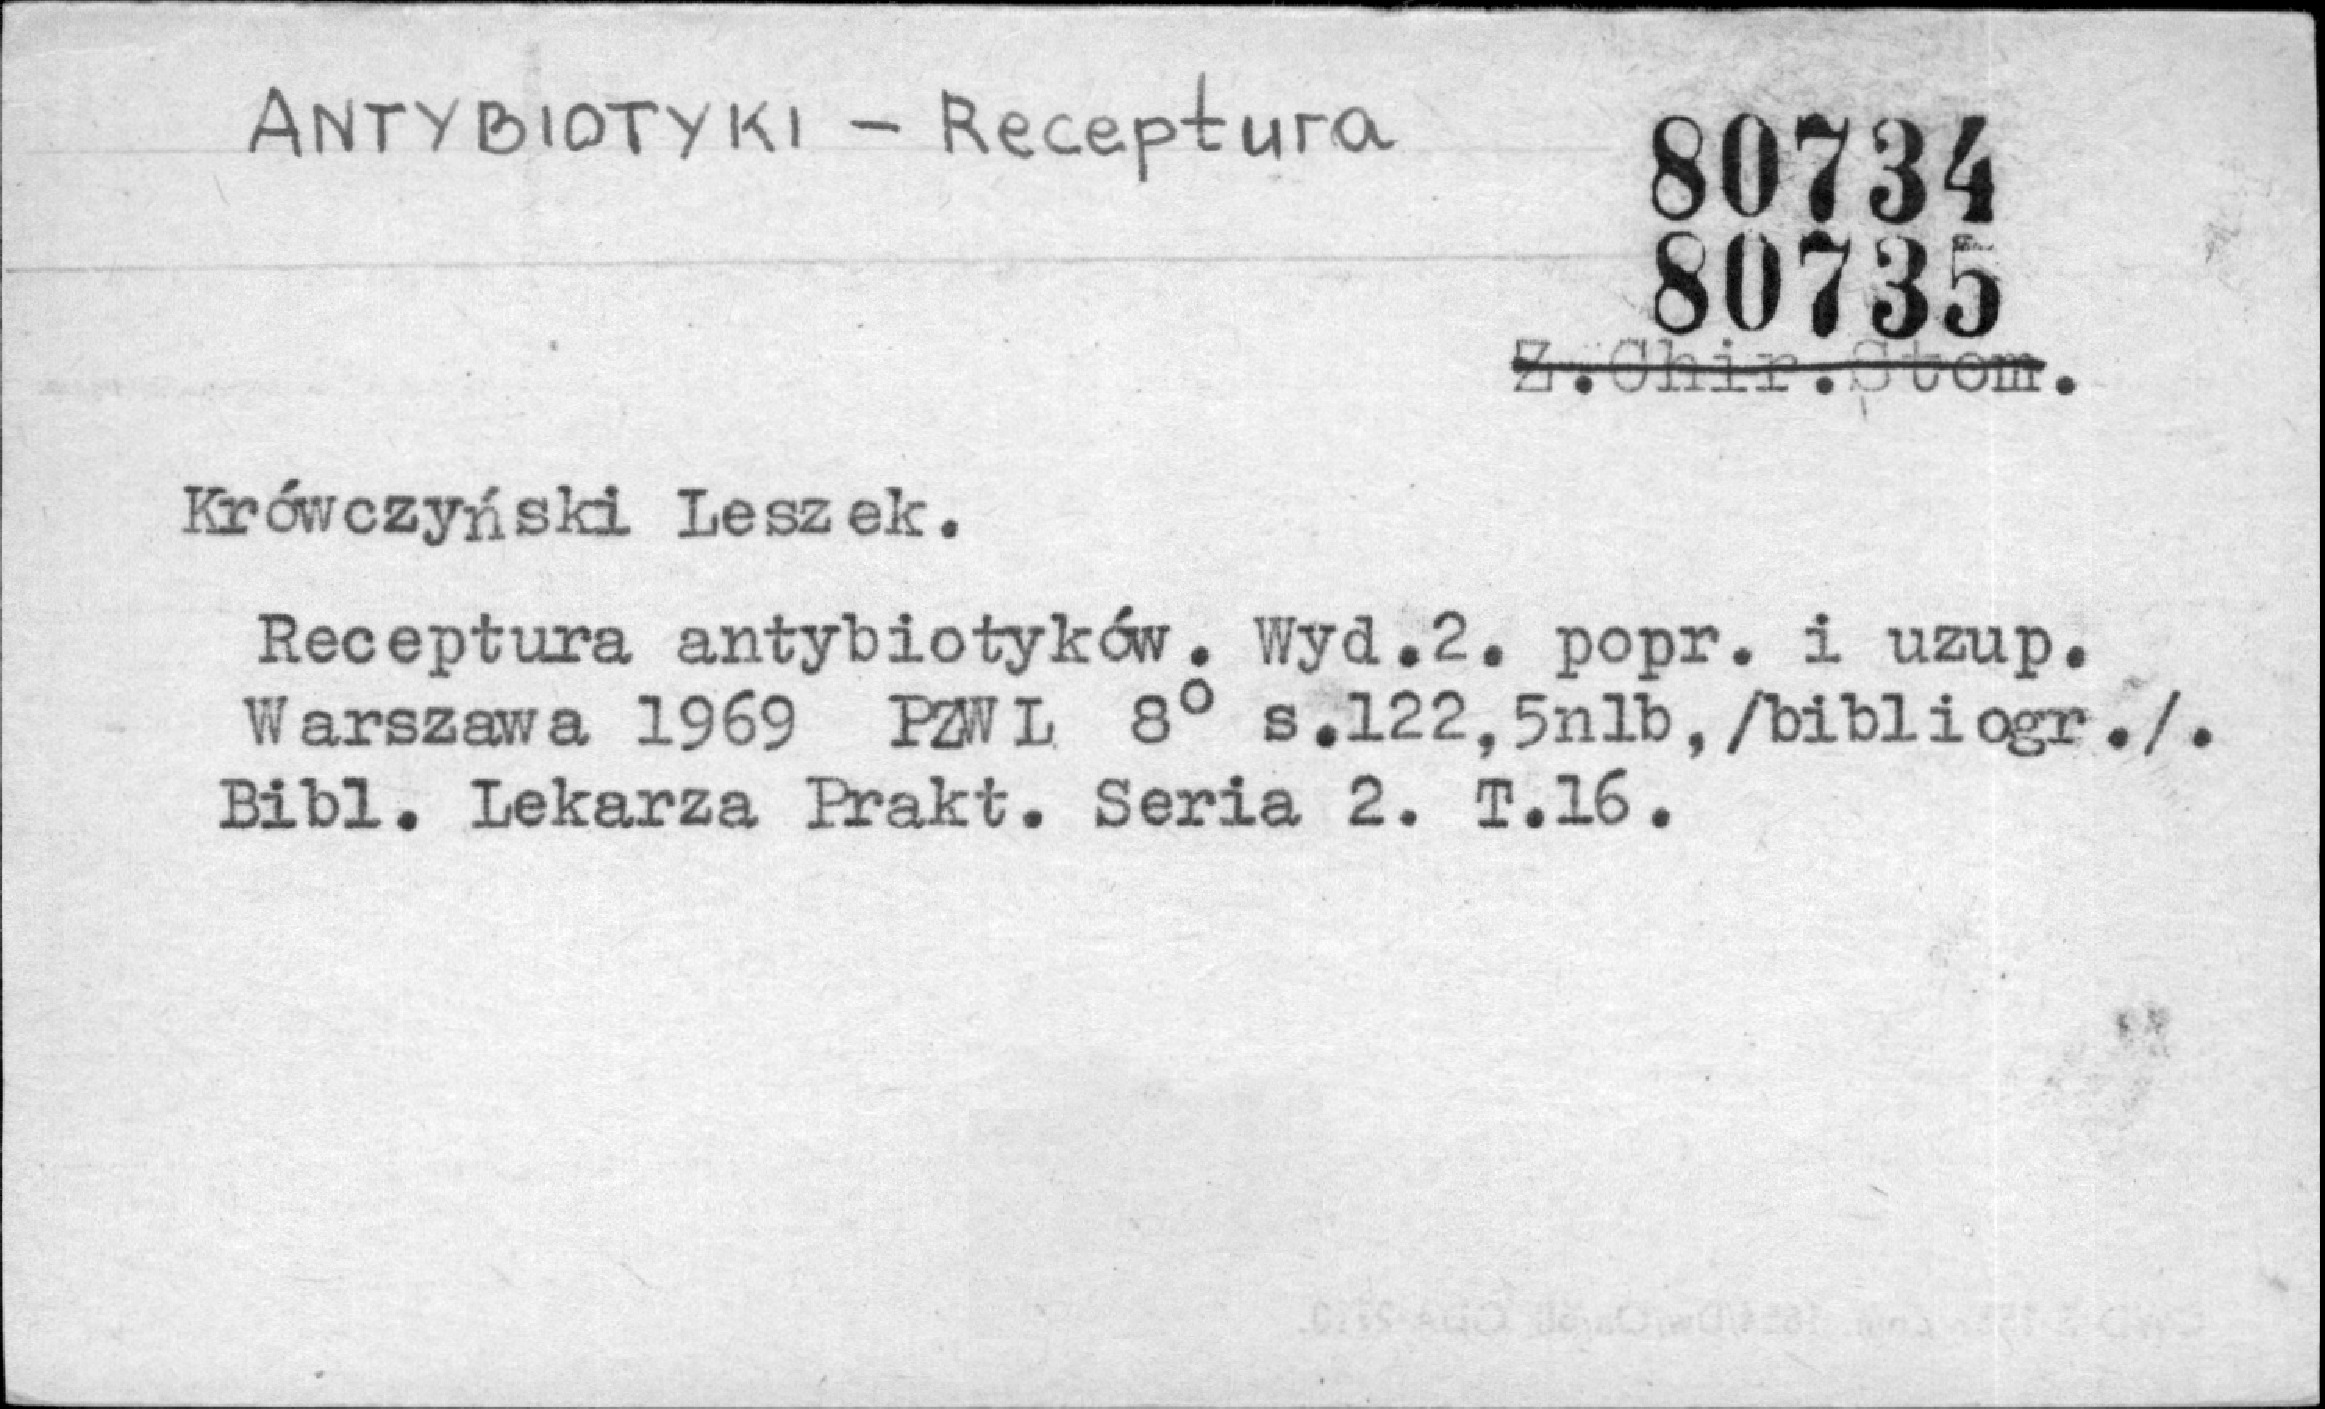 ANTYBIOTYKI - Receptura
80734
80735
Z.Chir.Stom.
Krówczyński Leszek.
Receptura antybiotyków. Wyd.2. popr. i uzup.
Warszawa 1969 PZWL 8° s.122,5nlb,/bibliogr./.
Bibl. Lekarza Prakt. Seria 2. T.16.